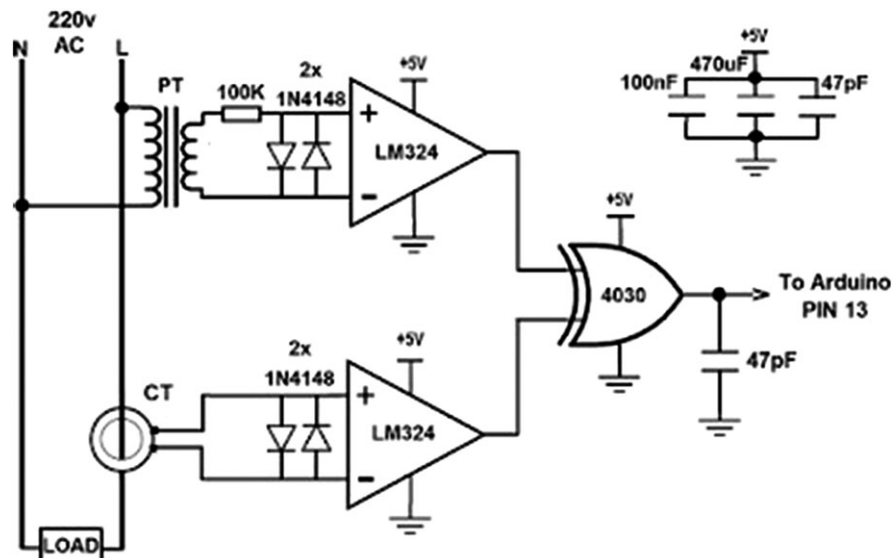 220v
AC
N
L
PT
100K
2x
1N4148
+5V
+
LM324
-
+5V
100nF
470uF
47pF
+5V
4030
To Arduino
PIN 13
47pF
CT
2x
1N4148
+5V
+
LM324
-
LOAD